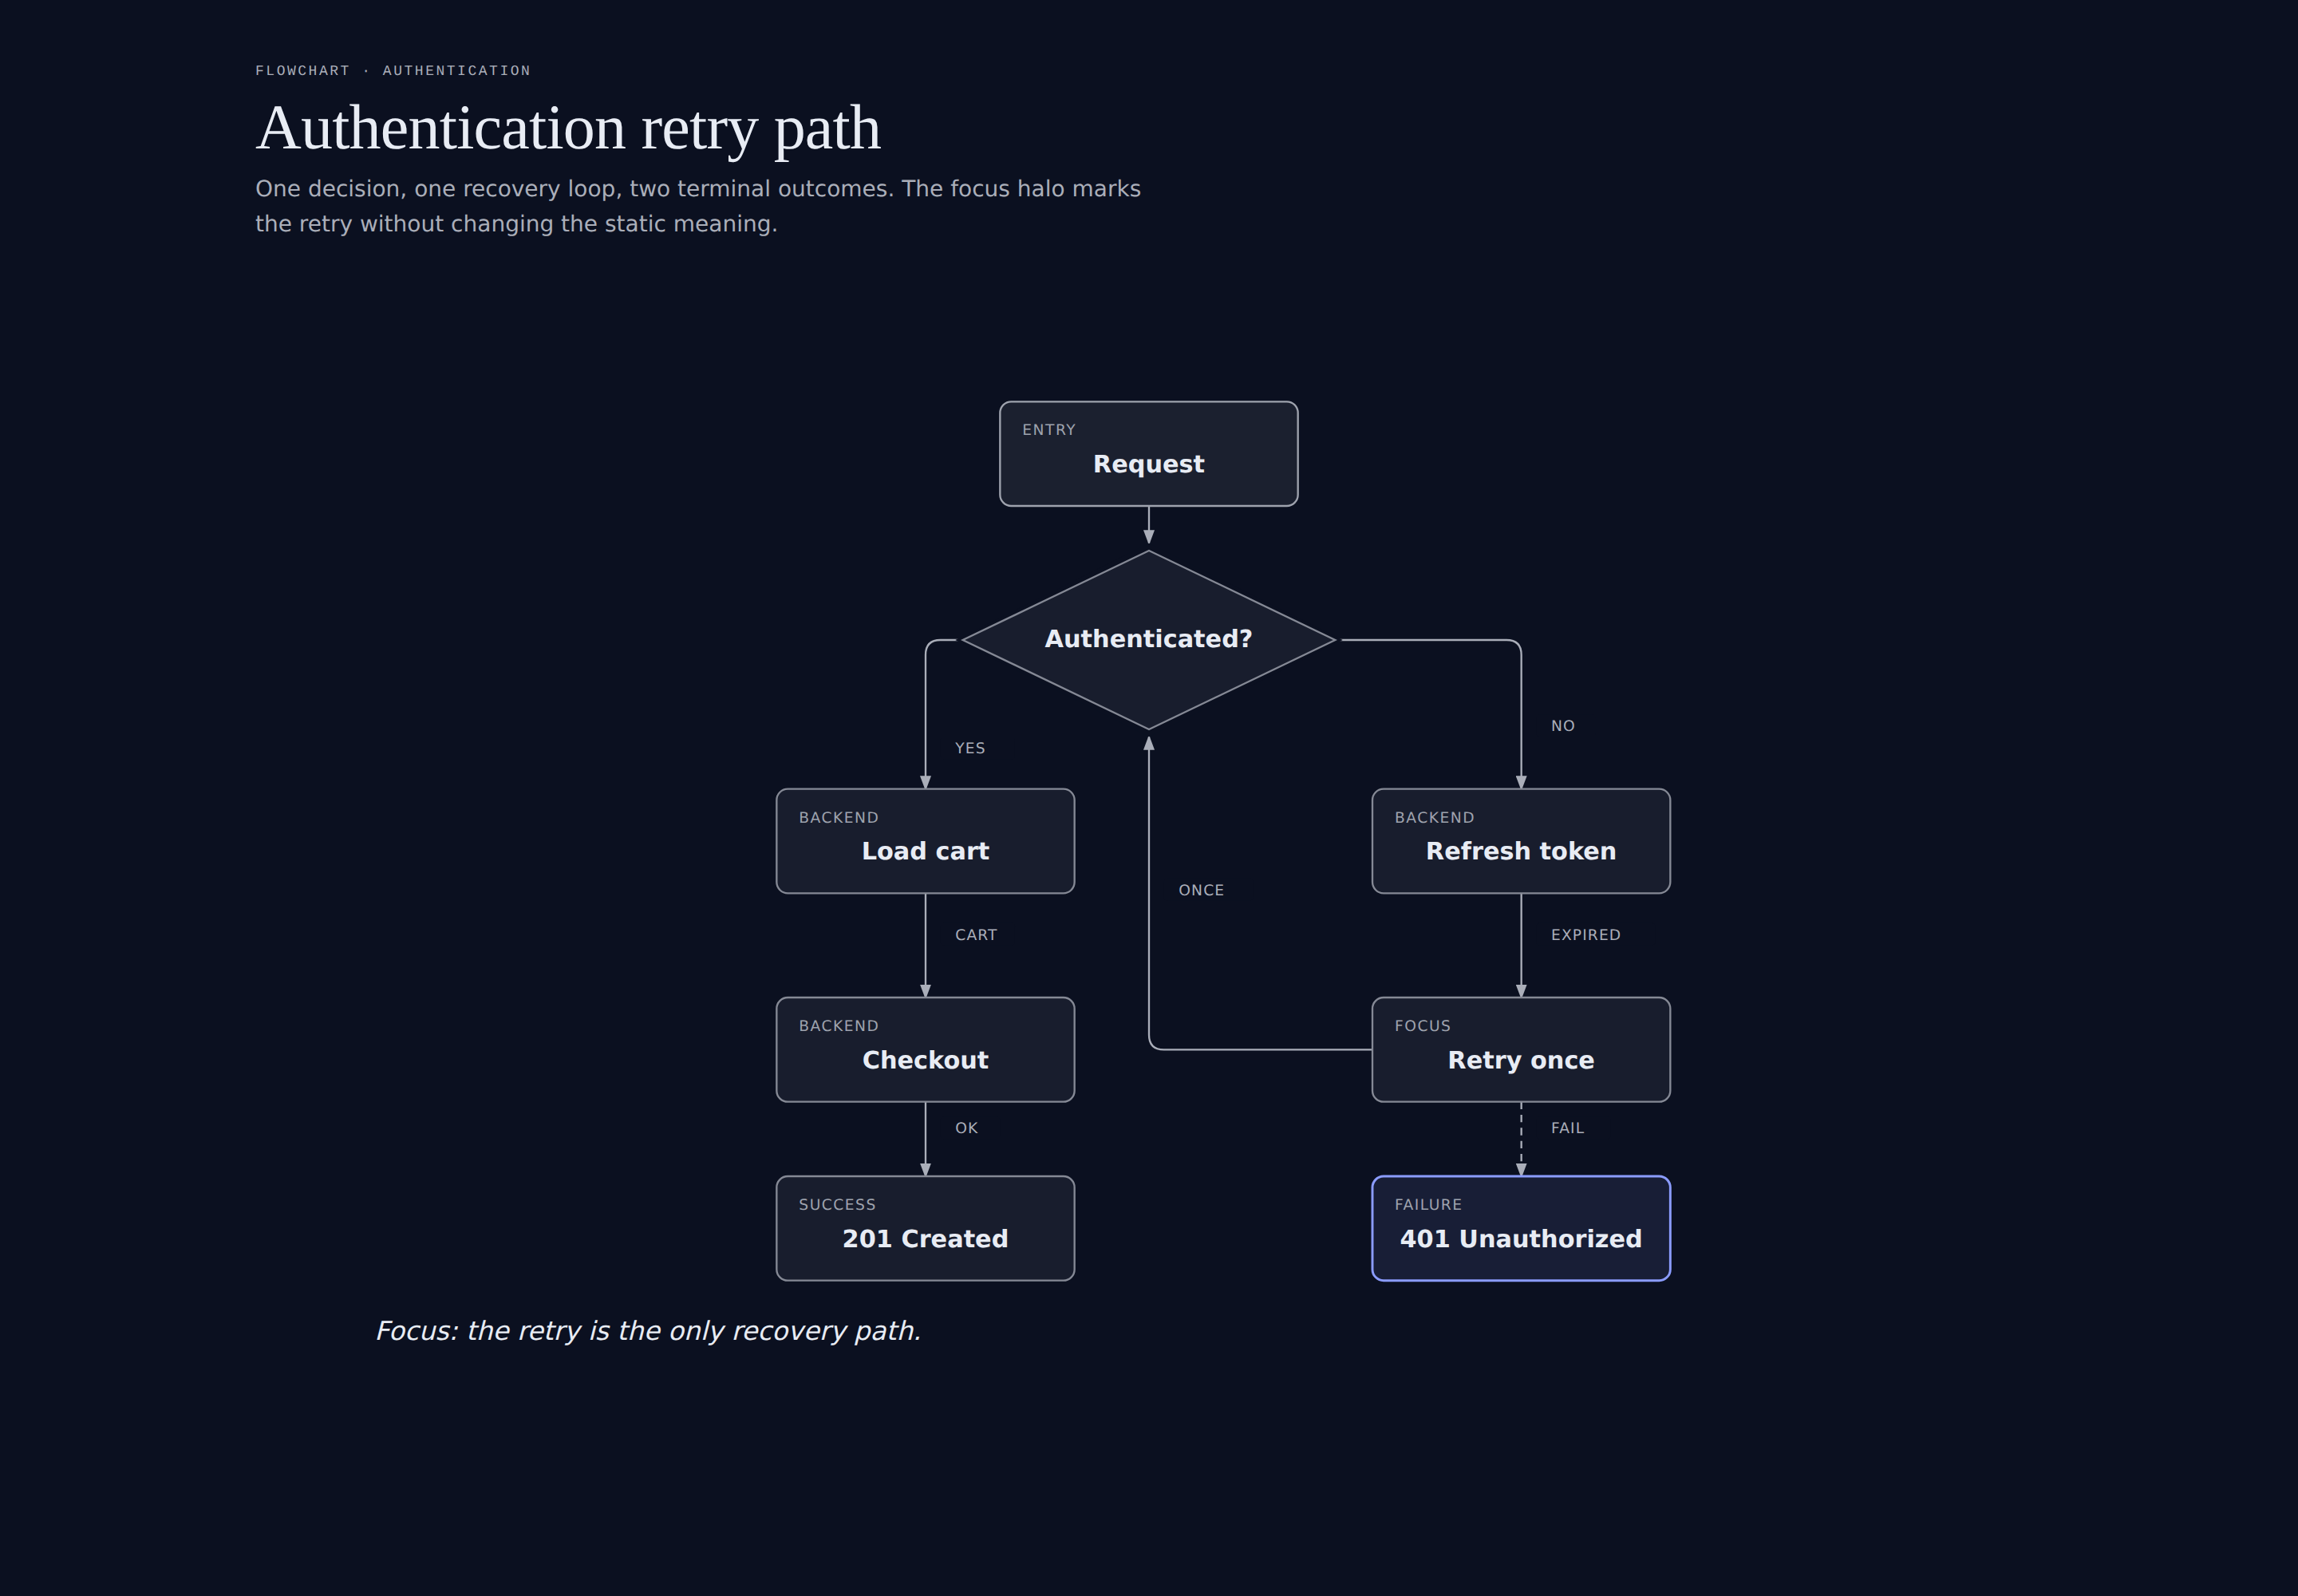 FLOWCHART · AUTHENTICATION
Authentication retry path
One decision, one recovery loop, two terminal outcomes. The focus halo marks
the retry without changing the static meaning.
ENTRY
Request
Authenticated?
YES
NO
BACKEND
Load cart
BACKEND
Refresh token
ONCE
CART
EXPIRED
BACKEND
Checkout
FOCUS
Retry once
OK
FAIL
SUCCESS
201 Created
FAILURE
401 Unauthorized
Focus: the retry is the only recovery path.